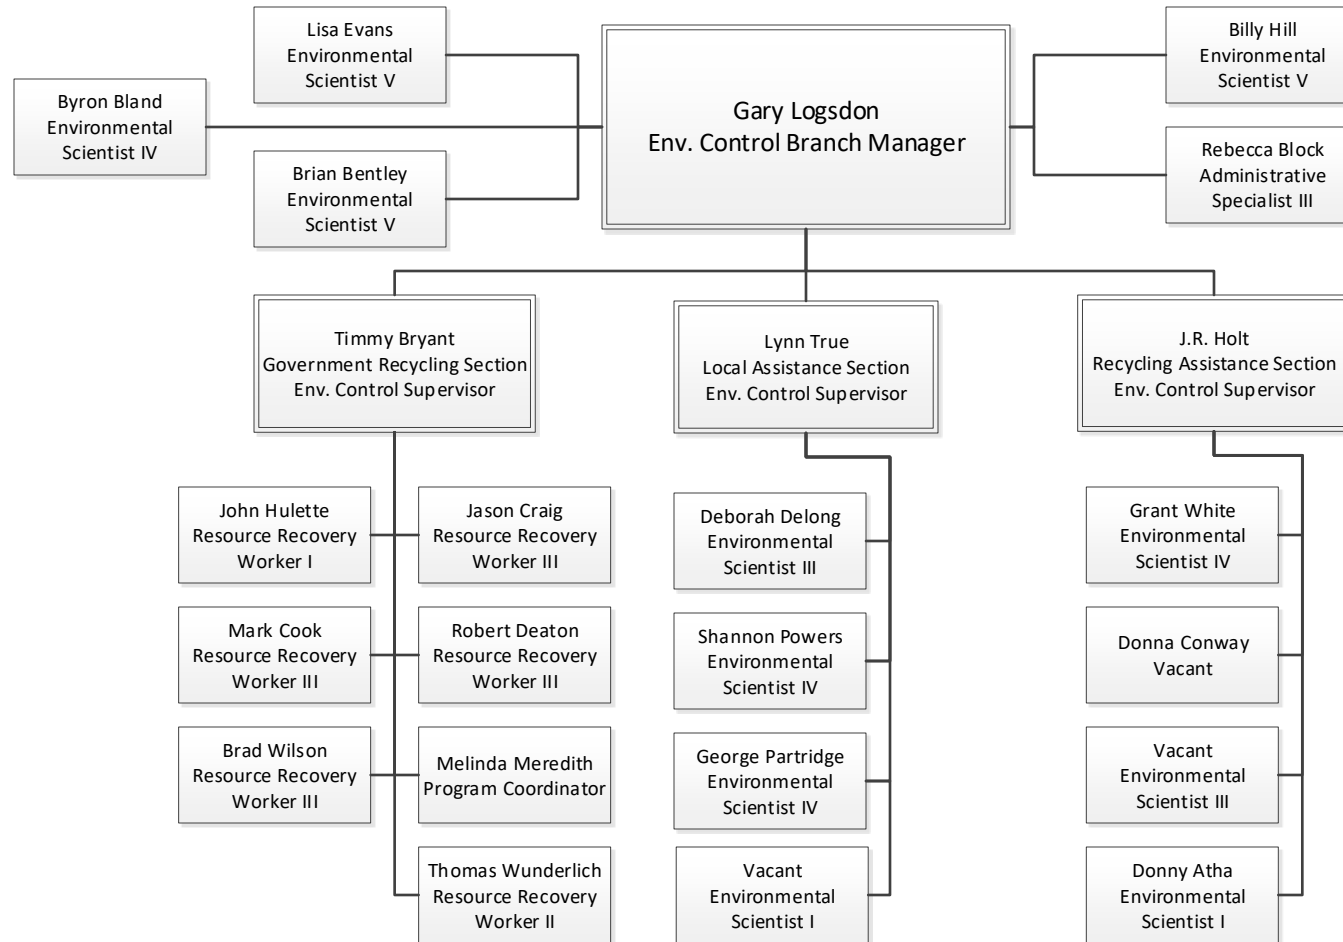 Lisa Evans
Environmental
Scientist V
Byron Bland
Environmental
Scientist IV
Brian Bentley
Environmental
Scientist V
Gary Logsdon
Env. Control Branch Manager
Billy Hill
Environmental
Scientist V
Rebecca Block
Administrative
Specialist III
Timmy Bryant
Government Recycling Section
Env. Control Supervisor
Lynn True
Local Assistance Section
Env. Control Supervisor
J.R. Holt
Recycling Assistance Section
Env. Control Supervisor
John Hulette
Resource Recovery
Worker I
Jason Craig
Resource Recovery
Worker III
Mark Cook
Resource Recovery
Worker III
Robert Deaton
Resource Recovery
Worker III
Brad Wilson
Resource Recovery
Worker III
Melinda Meredith
Program Coordinator
Thomas Wunderlich
Resource Recovery
Worker II
Deborah Delong
Environmental
Scientist III
Shannon Powers
Environmental
Scientist IV
George Partridge
Environmental
Scientist IV
Vacant
Environmental
Scientist I
Grant White
Environmental
Scientist IV
Donna Conway
Vacant
Vacant
Environmental
Scientist III
Donny Atha
Environmental
Scientist I